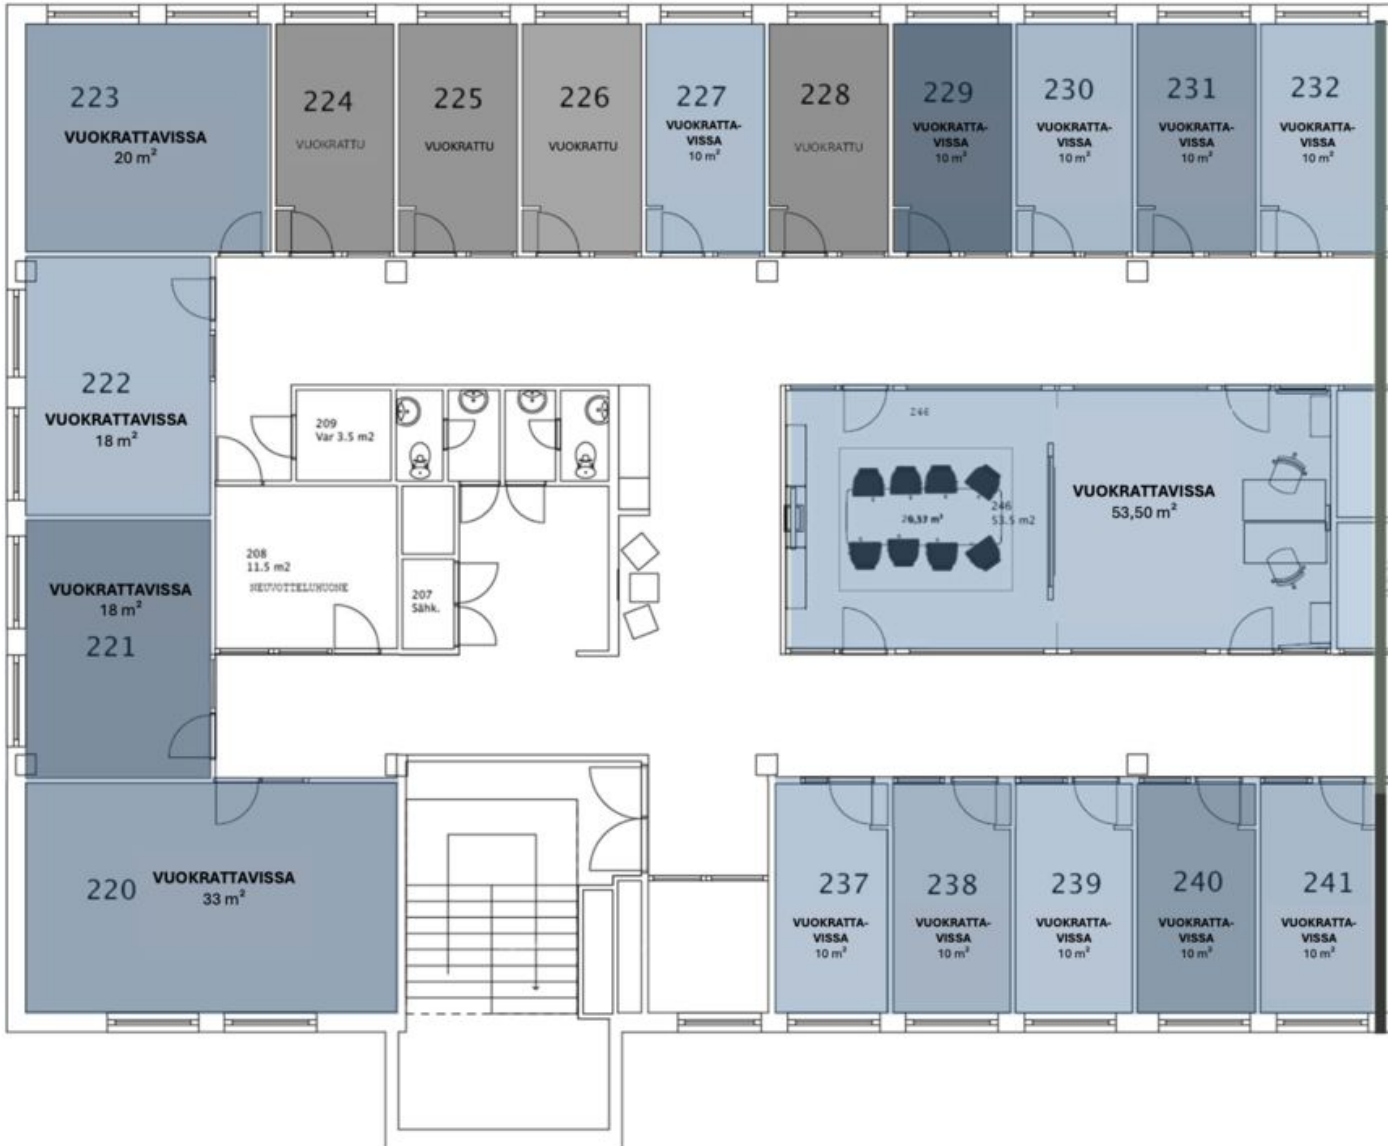 223
VUOKRATTAVISSA
20 m²
224
VUOKRATTU
225
VUOKRATTU
226
VUOKRATTU
227
VUOKRATTA-
VISSA
10 m²
228
VUOKRATTU
229
VUOKRATTA-
VISSA
10 m²
230
VUOKRATTA-
VISSA
10 m²
231
VUOKRATTA-
VISSA
10 m²
232
VUOKRATTA-
VISSA
10 m²
222
VUOKRATTAVISSA
18 m²
209
Var 3.5 m2
246
VUOKRATTAVISSA
53,50 m²
246
53.5 m2
208
11.5 m2
NEUVOTTELUHUONE
207
Sähk.
VUOKRATTAVISSA
18 m²
221
220
VUOKRATTAVISSA
33 m²
237
VUOKRATTA-
VISSA
10 m²
238
VUOKRATTA-
VISSA
10 m²
239
VUOKRATTA-
VISSA
10 m²
240
VUOKRATTA-
VISSA
10 m²
241
VUOKRATTA-
VISSA
10 m²